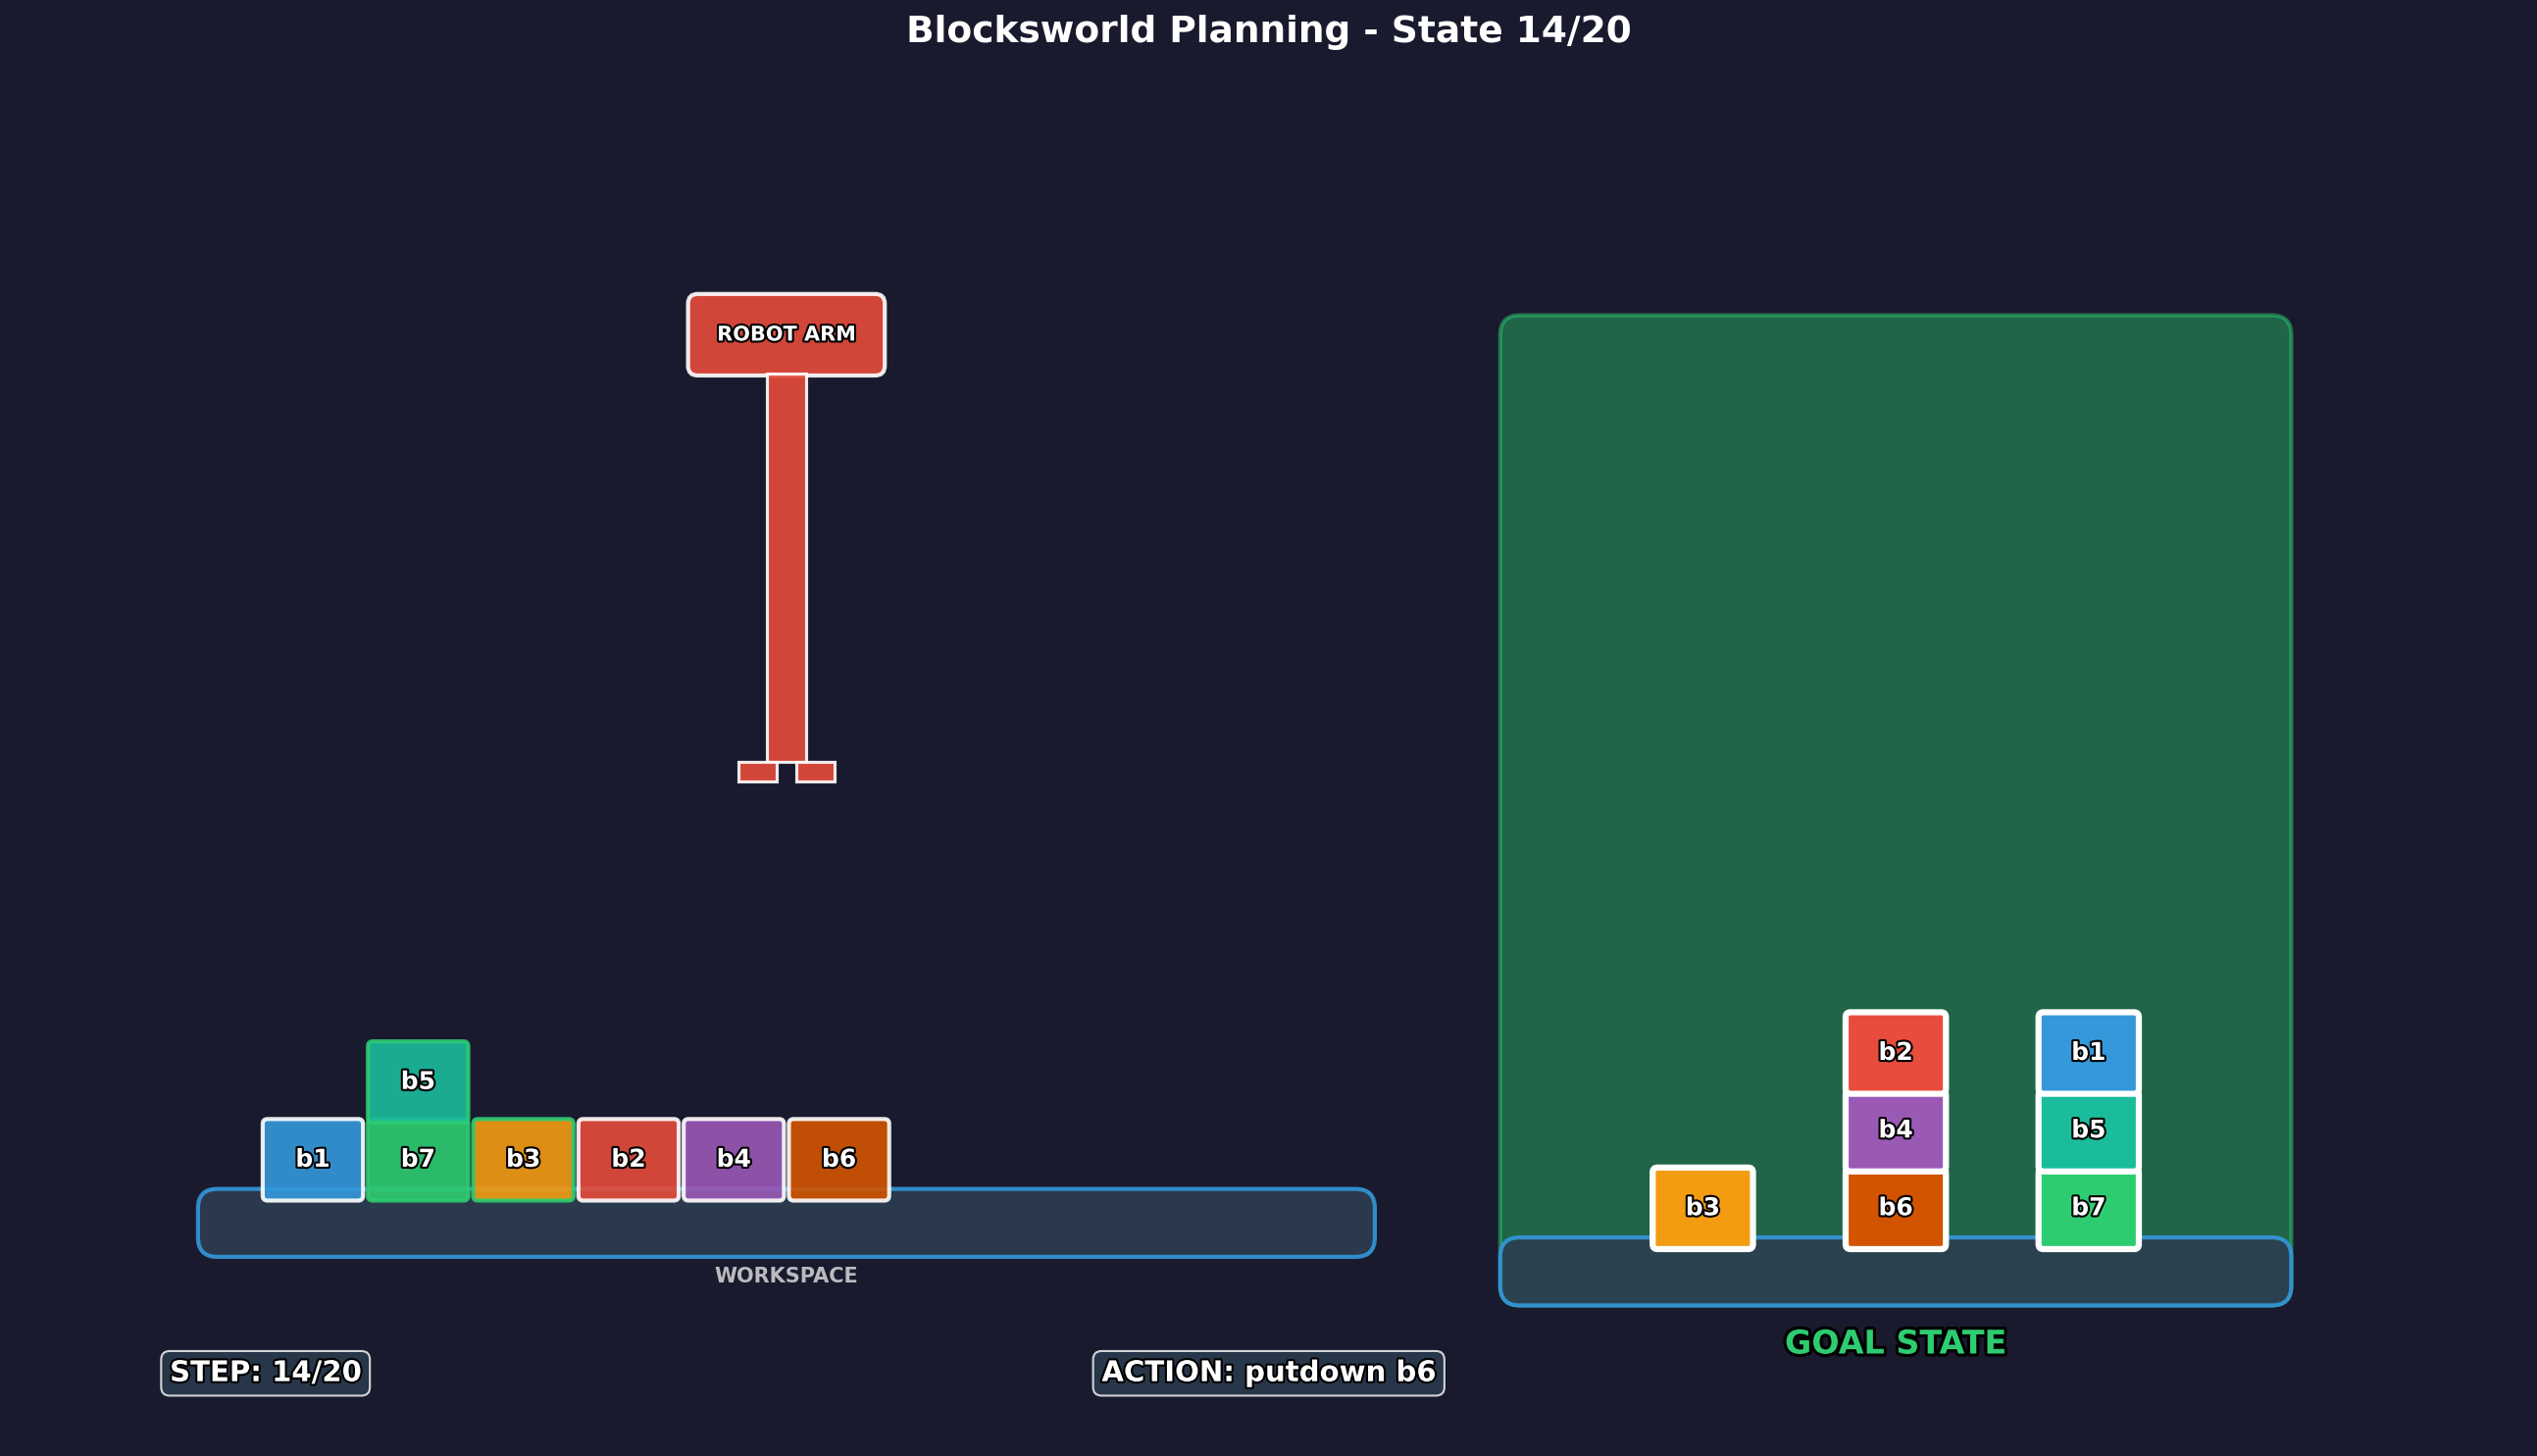 Blocksworld Planning - State 14/20
ROBOT ARM
b5
b1 b7 b3 b2 b4 b6
WORKSPACE
b2 b1
b4 b5
b3 b6 b7
GOAL STATE
STEP: 14/20
ACTION: putdown b6